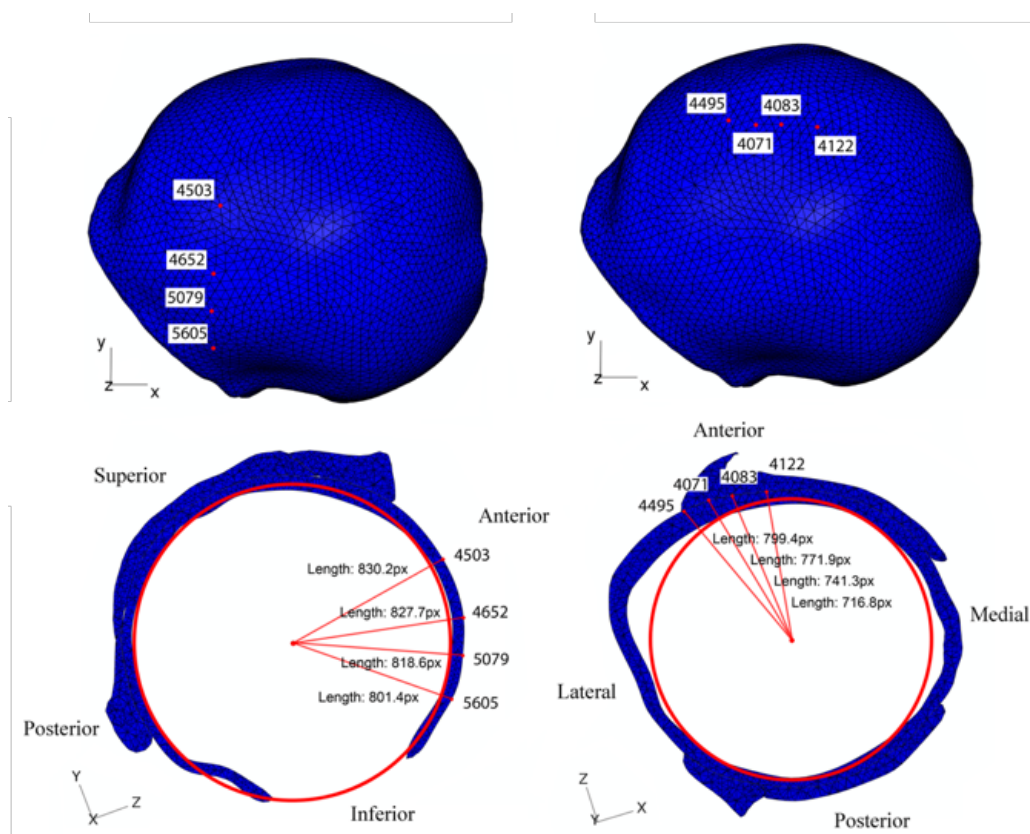 4503
4652
5079
5605
y
z
x
4495
4083
4071
4122
y
z
x
Superior
Anterior
4503
Length: 830.2px
Length: 827.7px
4652
Length: 818.6px
5079
Length: 801.4px
5605
Posterior
Y
Z
X
Inferior
Anterior
4122
4083
4071
4495
Length: 799.4px
Length: 771.9px
Length: 741.3px
Length: 716.8px
Medial
Lateral
Z
X
Y
Posterior